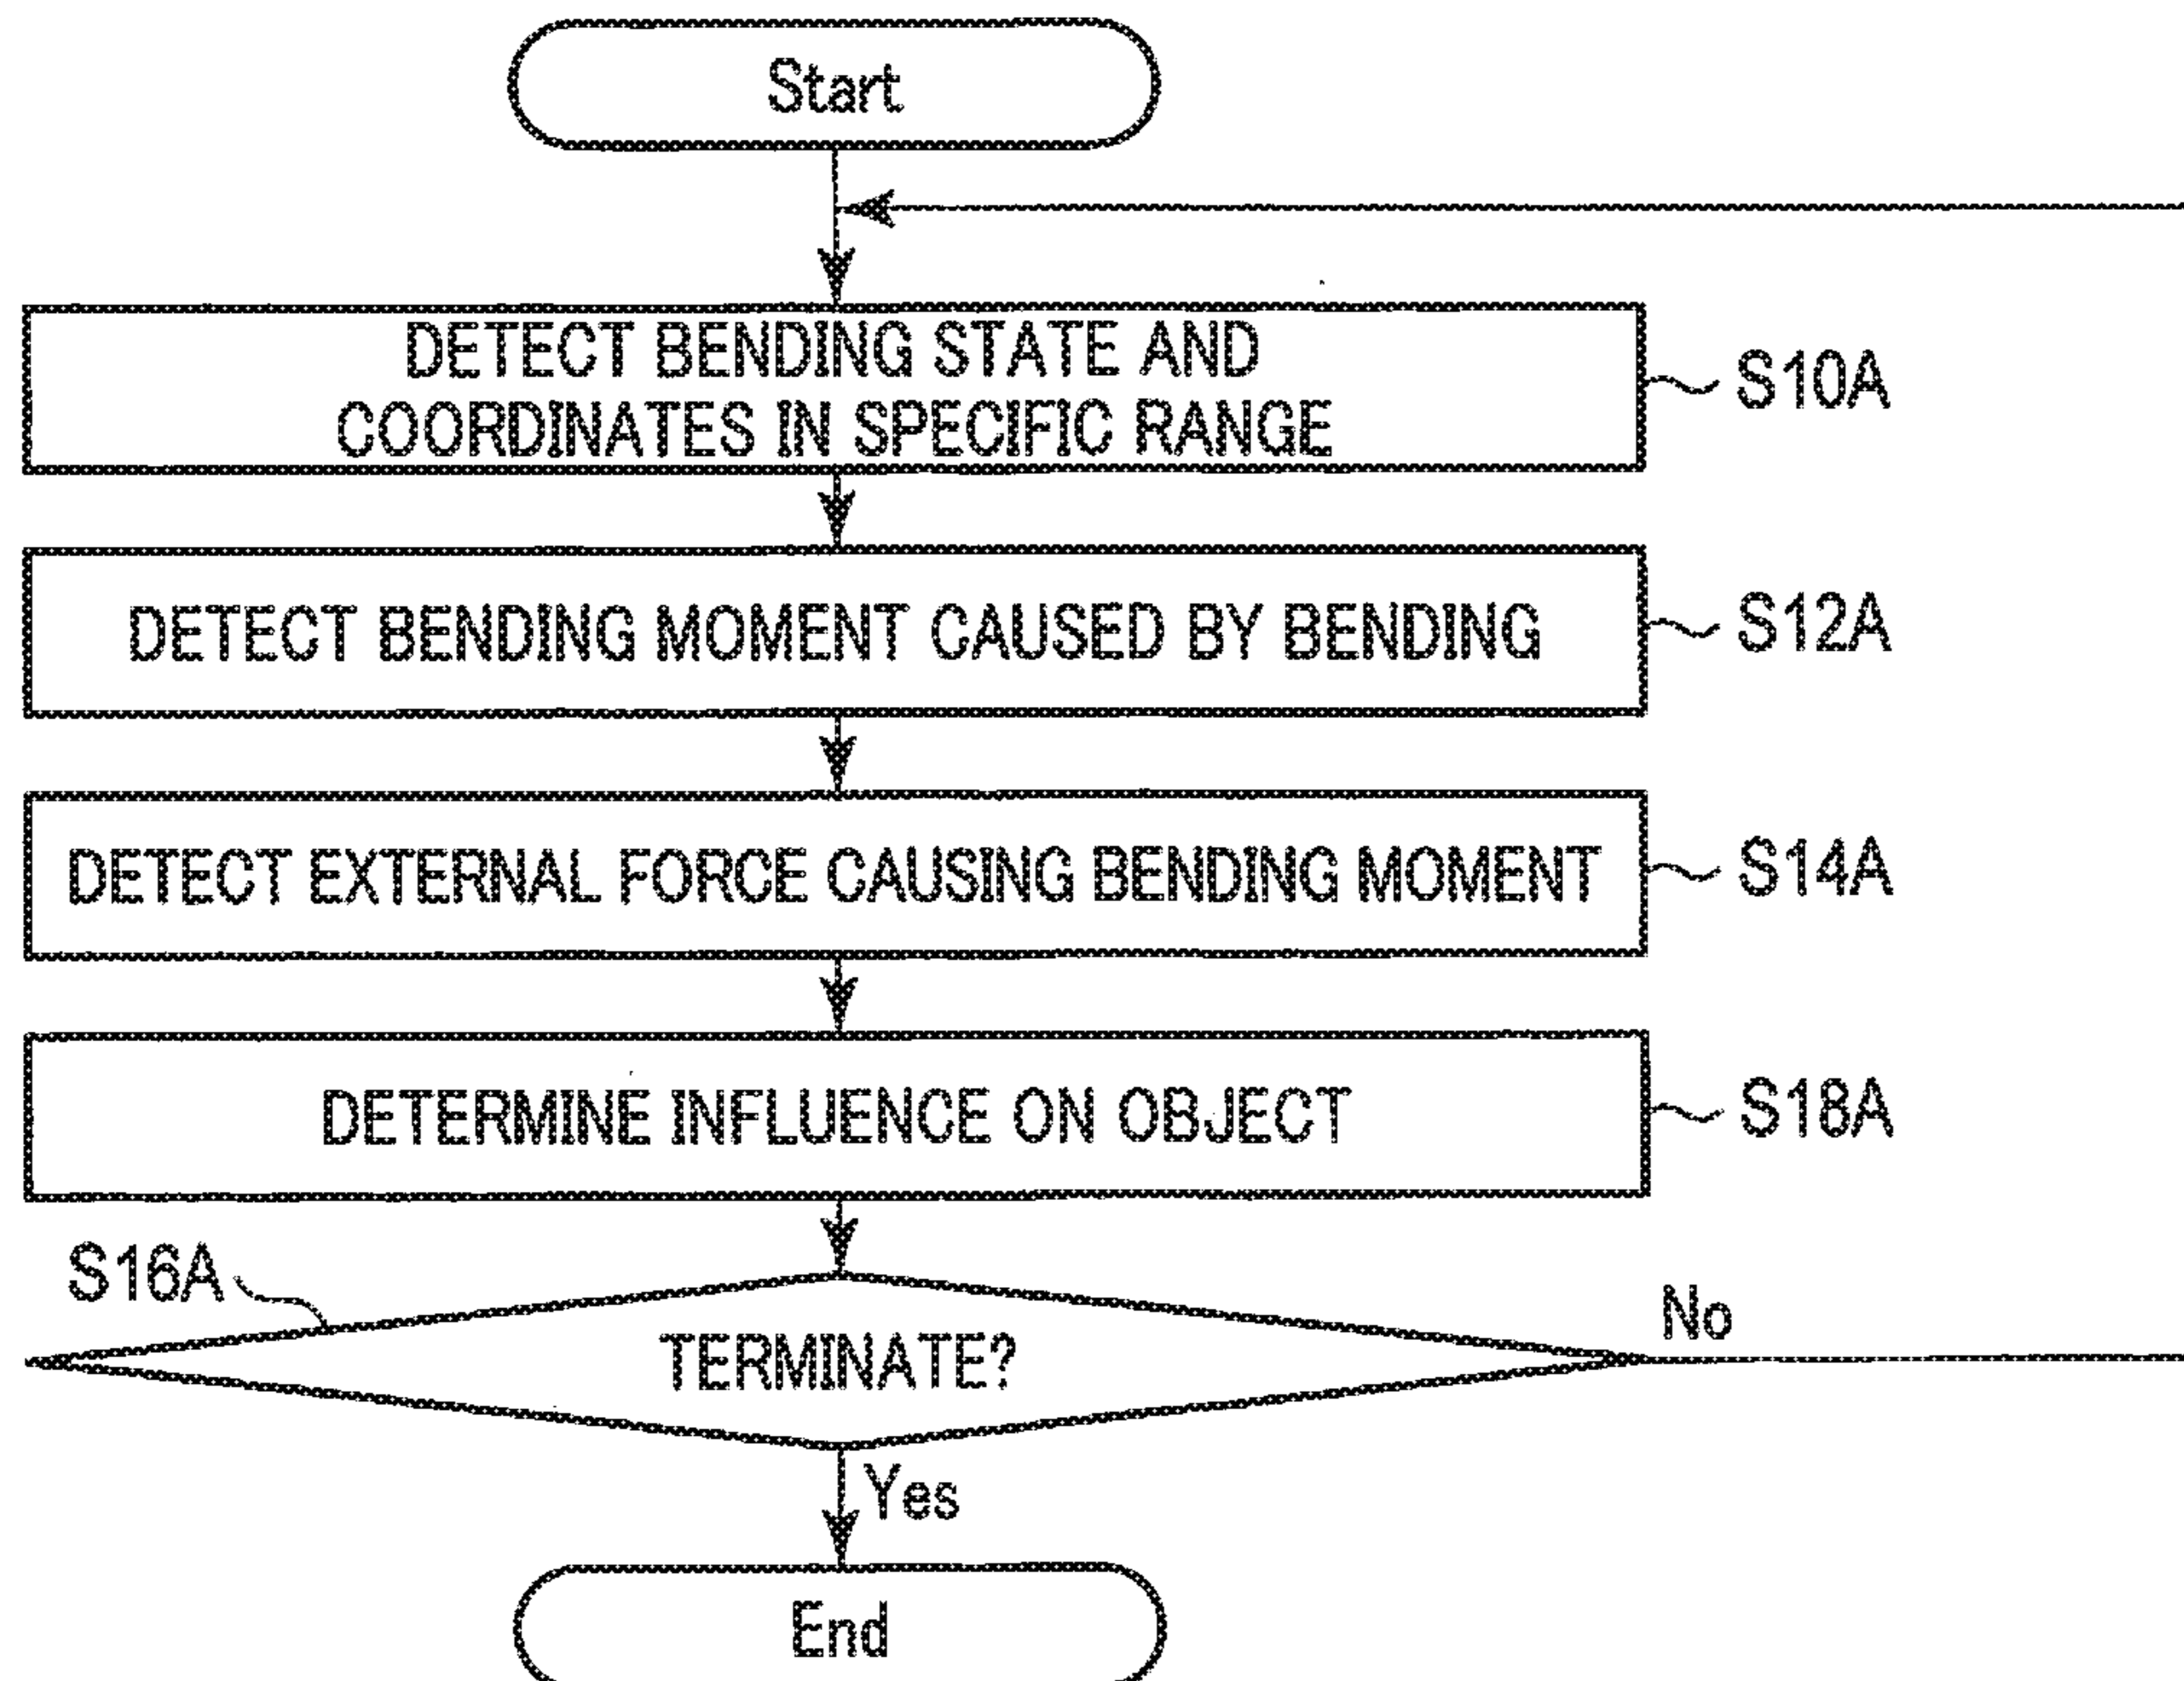 Start
DETECT BENDING STATE AND
COORDINATES IN SPECIFIC RANGE
S10A
DETECT BENDING MOMENT CAUSED BY BENDING
S12A
DETECT EXTERNAL FORCE CAUSING BENDING MOMENT
S14A
DETERMINE INFLUENCE ON OBJECT
S18A
S16A
TERMINATE?
No
Yes
End